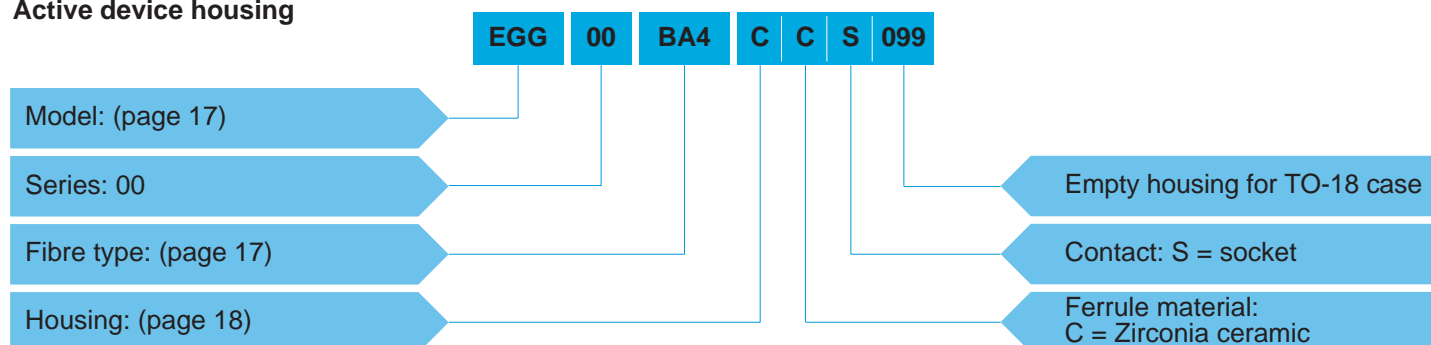 Active device housing
EGG 00 BA4 C C S 099
Model: (page 17)
Series: 00
Fibre type: (page 17)
Housing: (page 18)
Empty housing for TO-18 case
Contact: S = socket
Ferrule material:
C = Zirconia ceramic